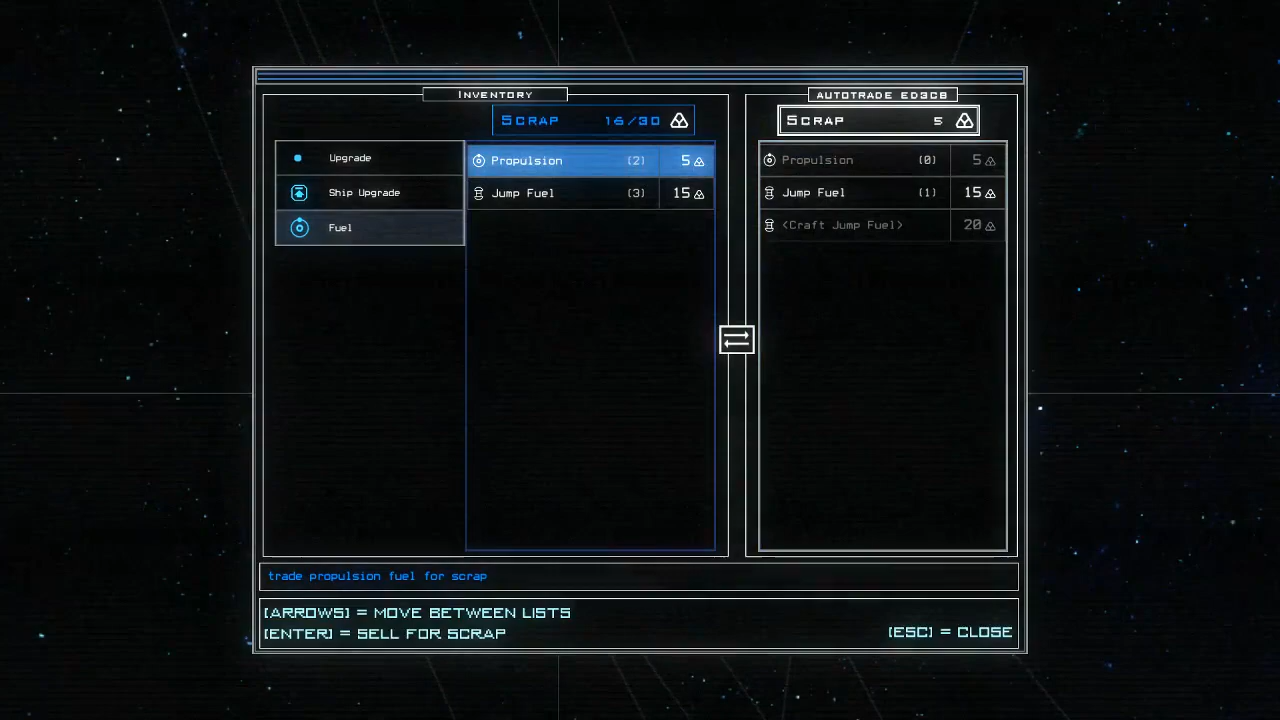 INVENTORY
SCRAP 16/30
Upgrade
Ship Upgrade
Fuel
Propulsion (2) 5
Jump Fuel (3) 15
AUTOTRADE ED3CB
SCRAP 5
Propulsion (0) 5
Jump Fuel (1) 15
<Craft Jump Fuel> 20
trade propulsion fuel for scrap
[ARROWS] = MOVE BETWEEN LISTS
[ENTER] = SELL FOR SCRAP
[ESC] = CLOSE